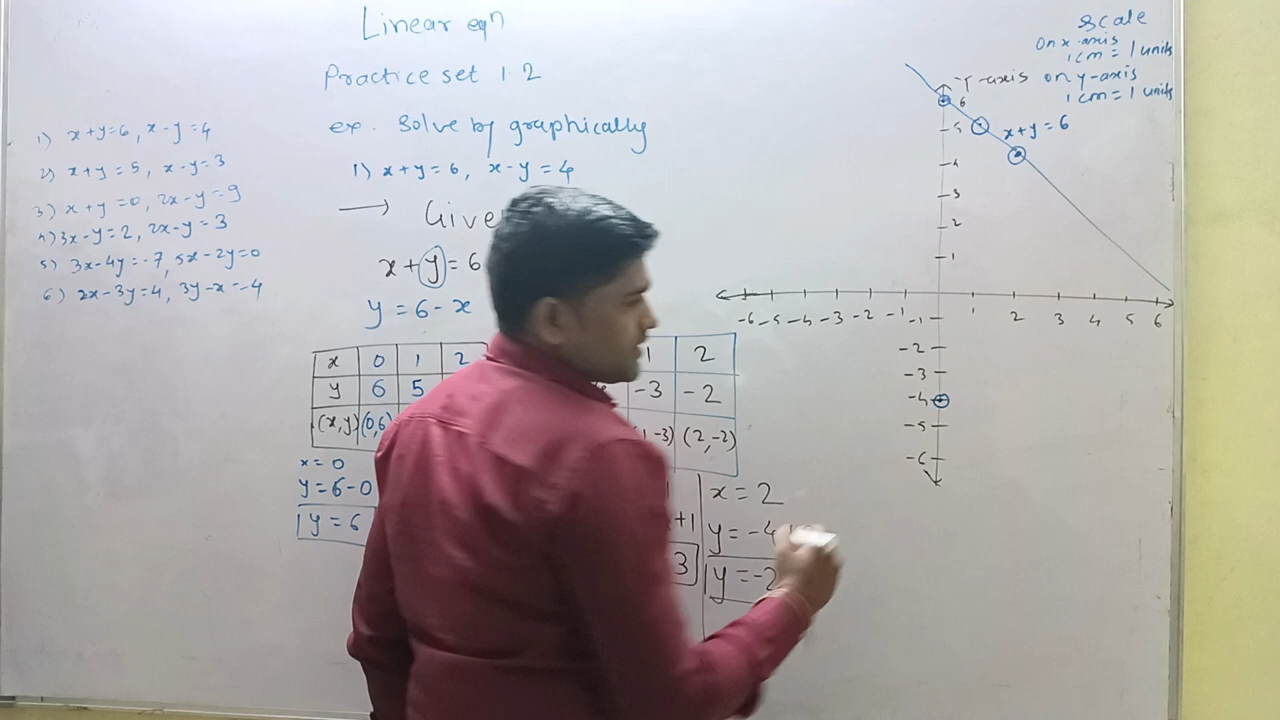 Linear eqn
Practice set 1.2
ex. Solve by graphically
1) x+y=6, x-y=4
1) x+y=6, x-y=4
2) x+y=5, x-y=3
3) x+y=0, 2x-y=9
4) 3x-y=2, 2x-y=3
5) 3x-4y=-7, 5x-2y=0
6) 2x-3y=4, 3y-x=-4
x+y=6
y=6-x
x 0 1 2
y 6 5
(x,y) (0,6)
x=0
y=6-0
y=6
1 2
-3 -2
-3) (2,-2)
+1
3
x=2
y=-4
y=-2
Scale
On x-axis
1cm=1 units
on y-axis
1cm=1 units
Y-axis
6
5
x+y=6
4
3
2
1
-6 -5 -4 -3 -2 -1 -1 1 2 3 4 5 6
-2
-3
-4
-5
-6